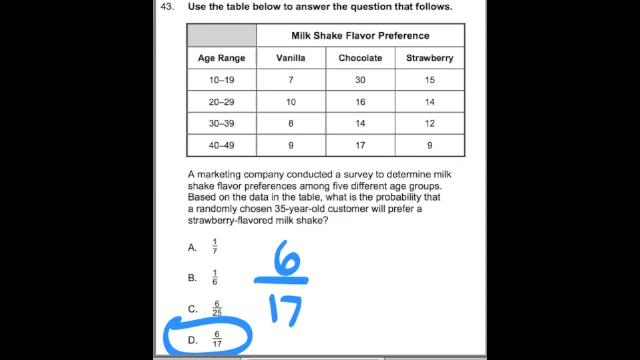 43. Use the table below to answer the question that follows.
Milk Shake Flavor Preference
Age Range Vanilla Chocolate Strawberry
10–19 7 30 15
20–29 10 16 14
30–39 8 14 12
40–49 9 17 9
A marketing company conducted a survey to determine milk
shake flavor preferences among five different age groups.
Based on the data in the table, what is the probability that
a randomly chosen 35-year-old customer will prefer a
strawberry-flavored milk shake?
A. 1/7
B. 1/6
C. 6/25
D. 6/17
6
17